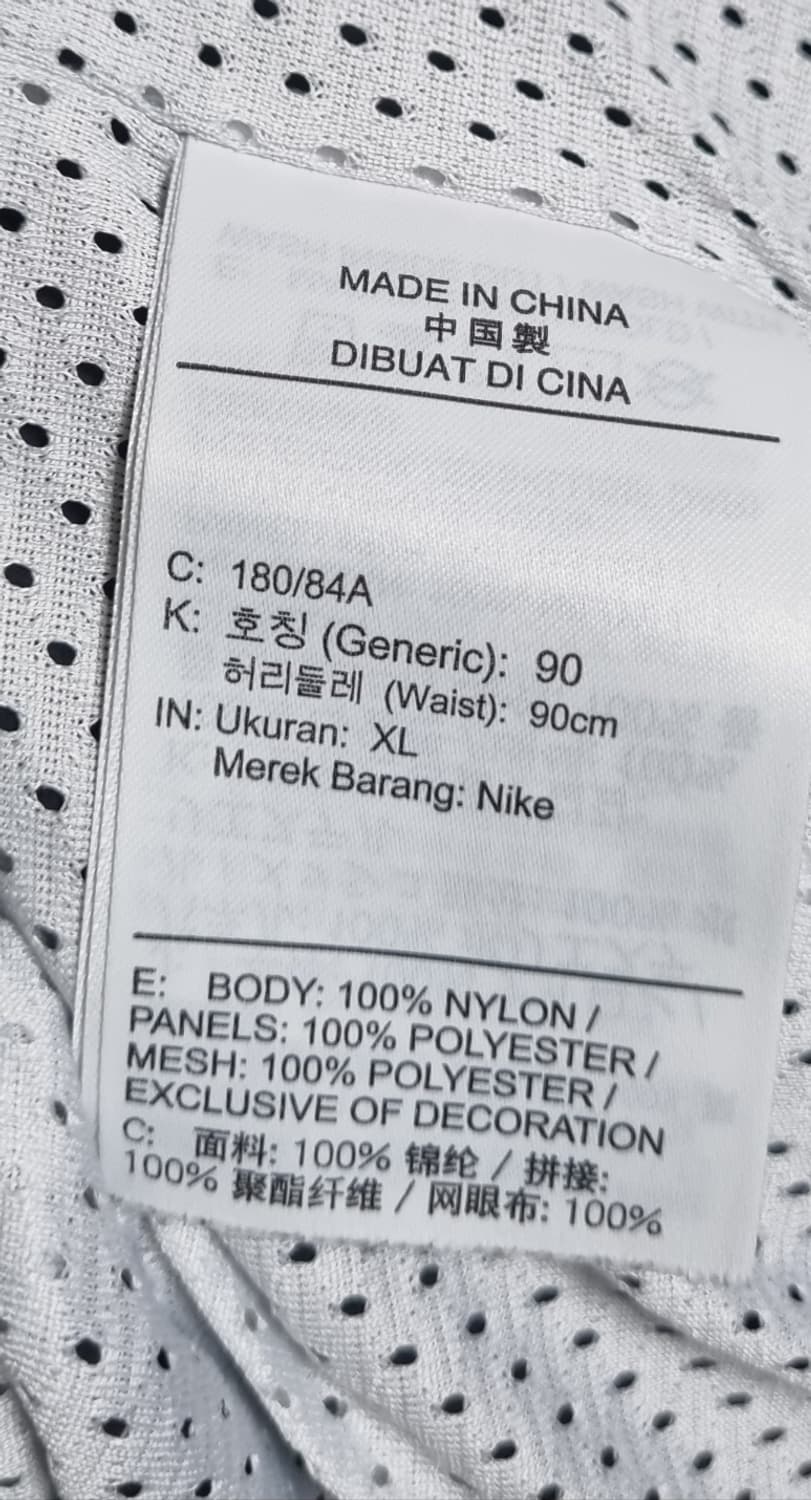 MADE IN CHINA
中国製
DIBUAT DI CINA
C: 180/84A
K: 호칭 (Generic): 90
허리둘레 (Waist): 90cm
IN: Ukuran: XL
Merek Barang: Nike
E: BODY: 100% NYLON /
PANELS: 100% POLYESTER /
MESH: 100% POLYESTER /
EXCLUSIVE OF DECORATION
C: 面料: 100% 锦纶 / 拼接:
100% 聚酯纤维 / 网眼布: 100%